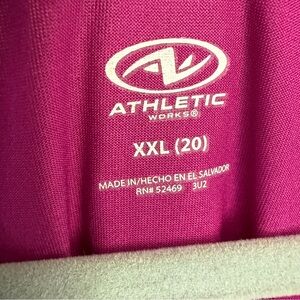 ATHLETIC
WORKS®
XXL (20)
MADE IN/HECHO EN EL SALVADOR
RN# 52469 3U2